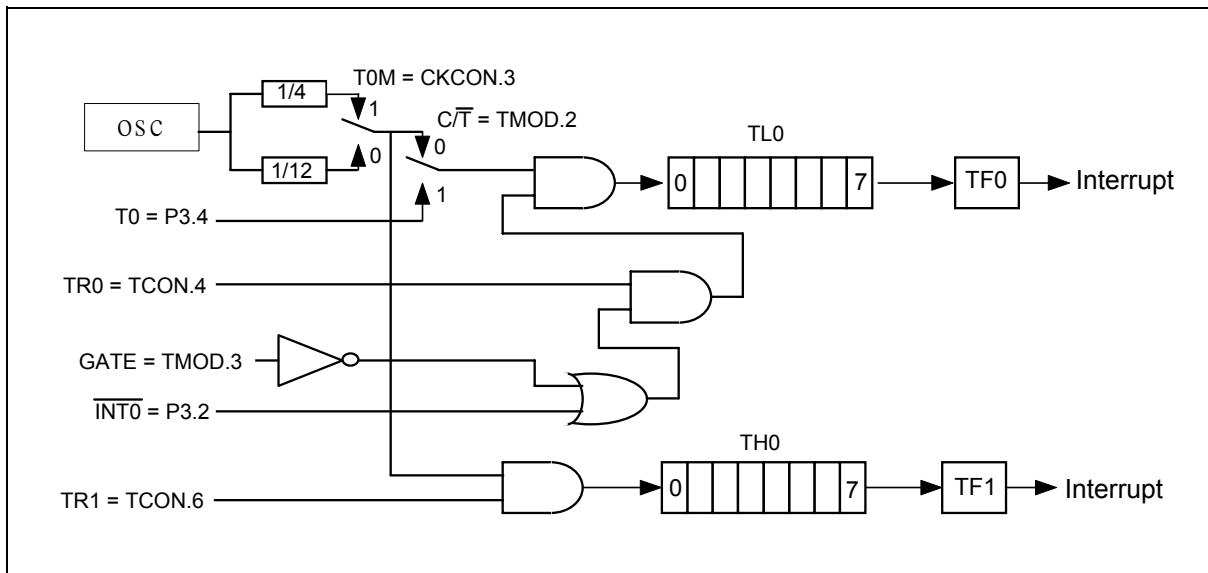 T0M = CKCON.3
1/4
1
OSC
C/T̅ = TMOD.2
0
0
1/12
1
T0 = P3.4
TL0
0 7
TF0
Interrupt
TR0 = TCON.4
GATE = TMOD.3
I̅N̅T̅0̅ = P3.2
TH0
0 7
TF1
Interrupt
TR1 = TCON.6